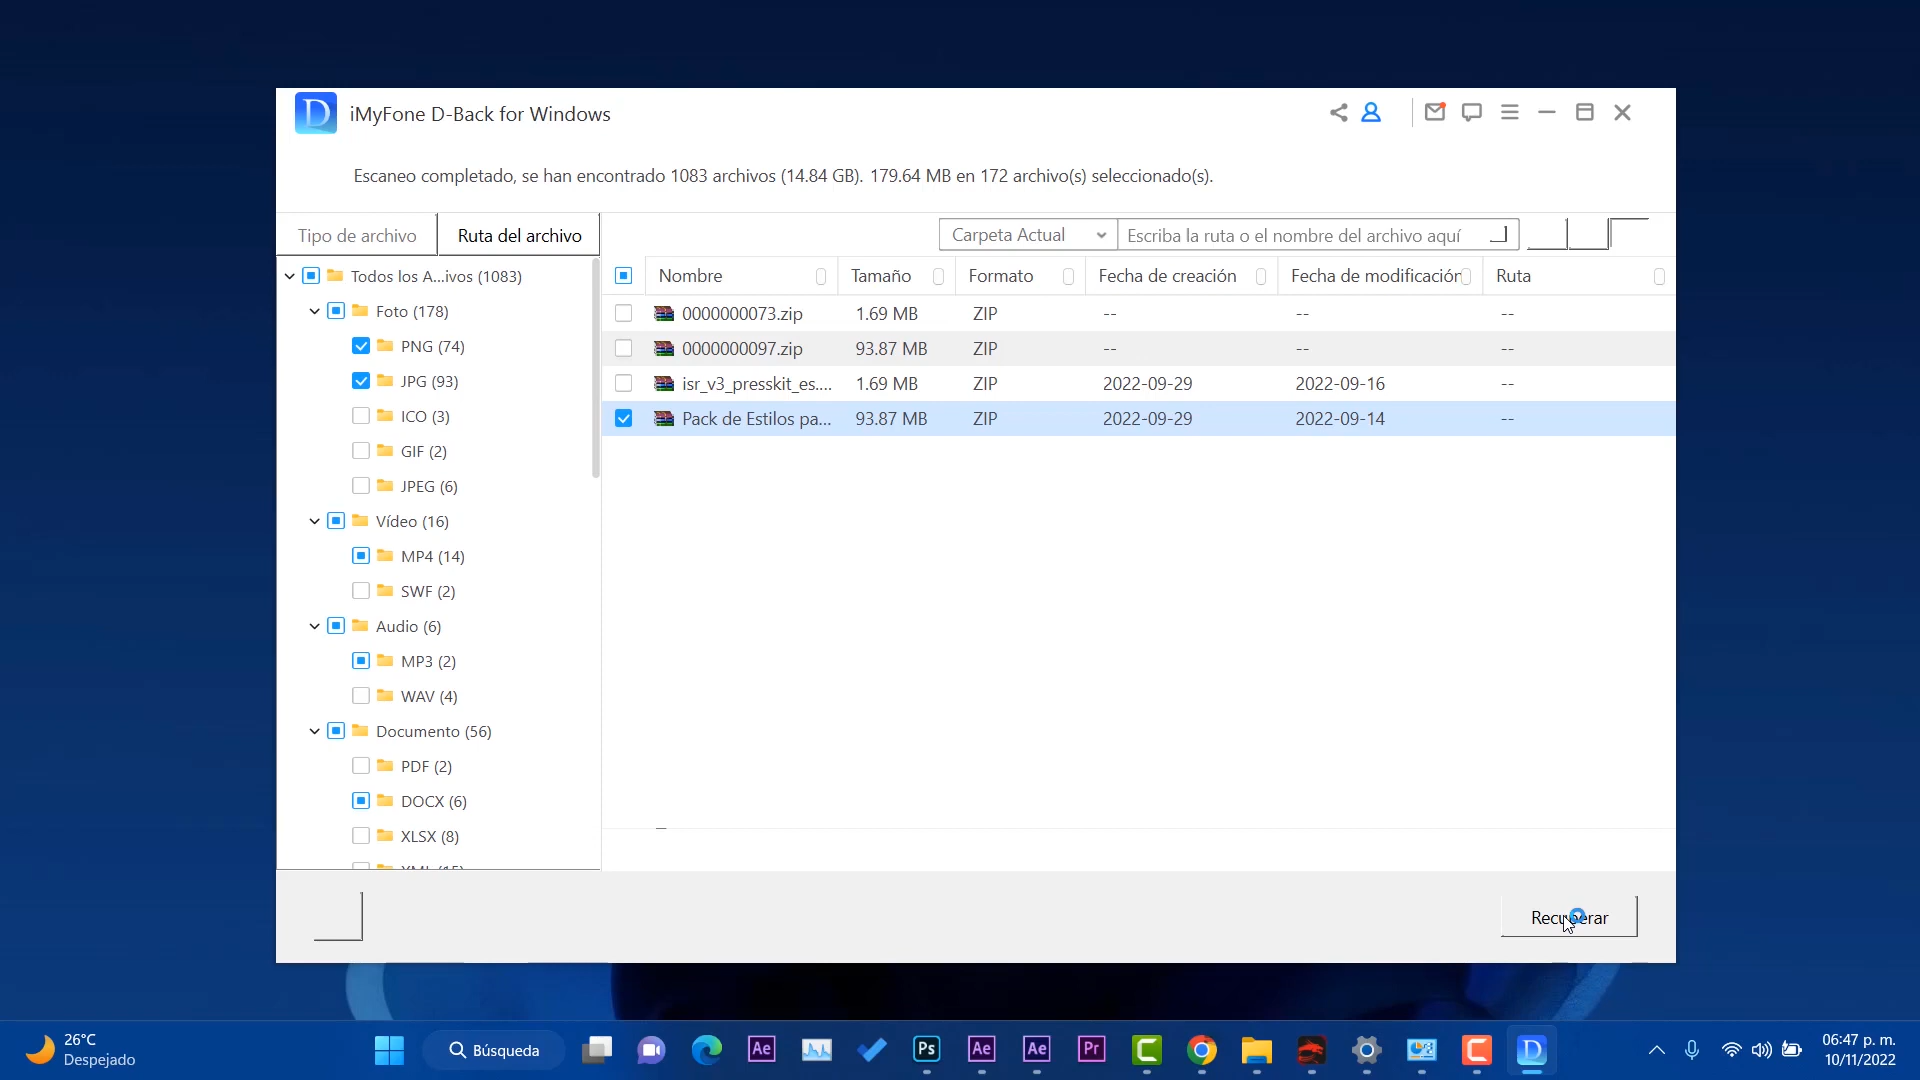 iMyFone D-Back for Windows
Escaneo completado, se han encontrado 1083 archivos (14.84 GB). 179.64 MB en 172 archivo(s) seleccionado(s).
Tipo de archivo
Ruta del archivo
Carpeta Actual
Escriba la ruta o el nombre del archivo aquí
Todos los A...ivos (1083)
Foto (178)
PNG (74)
JPG (93)
ICO (3)
GIF (2)
JPEG (6)
Vídeo (16)
MP4 (14)
SWF (2)
Audio (6)
MP3 (2)
WAV (4)
Documento (56)
PDF (2)
DOCX (6)
XLSX (8)
Nombre Tamaño Formato Fecha de creación Fecha de modificación Ruta
0000000073.zip 1.69 MB ZIP -- -- --
0000000097.zip 93.87 MB ZIP -- -- --
isr_v3_presskit_es.... 1.69 MB ZIP 2022-09-29 2022-09-16 --
Pack de Estilos pa... 93.87 MB ZIP 2022-09-29 2022-09-14 --
Recuperar
26°C
Despejado
Búsqueda
Ae
Ps
Ae
Ae
Pr
06:47 p. m.
10/11/2022